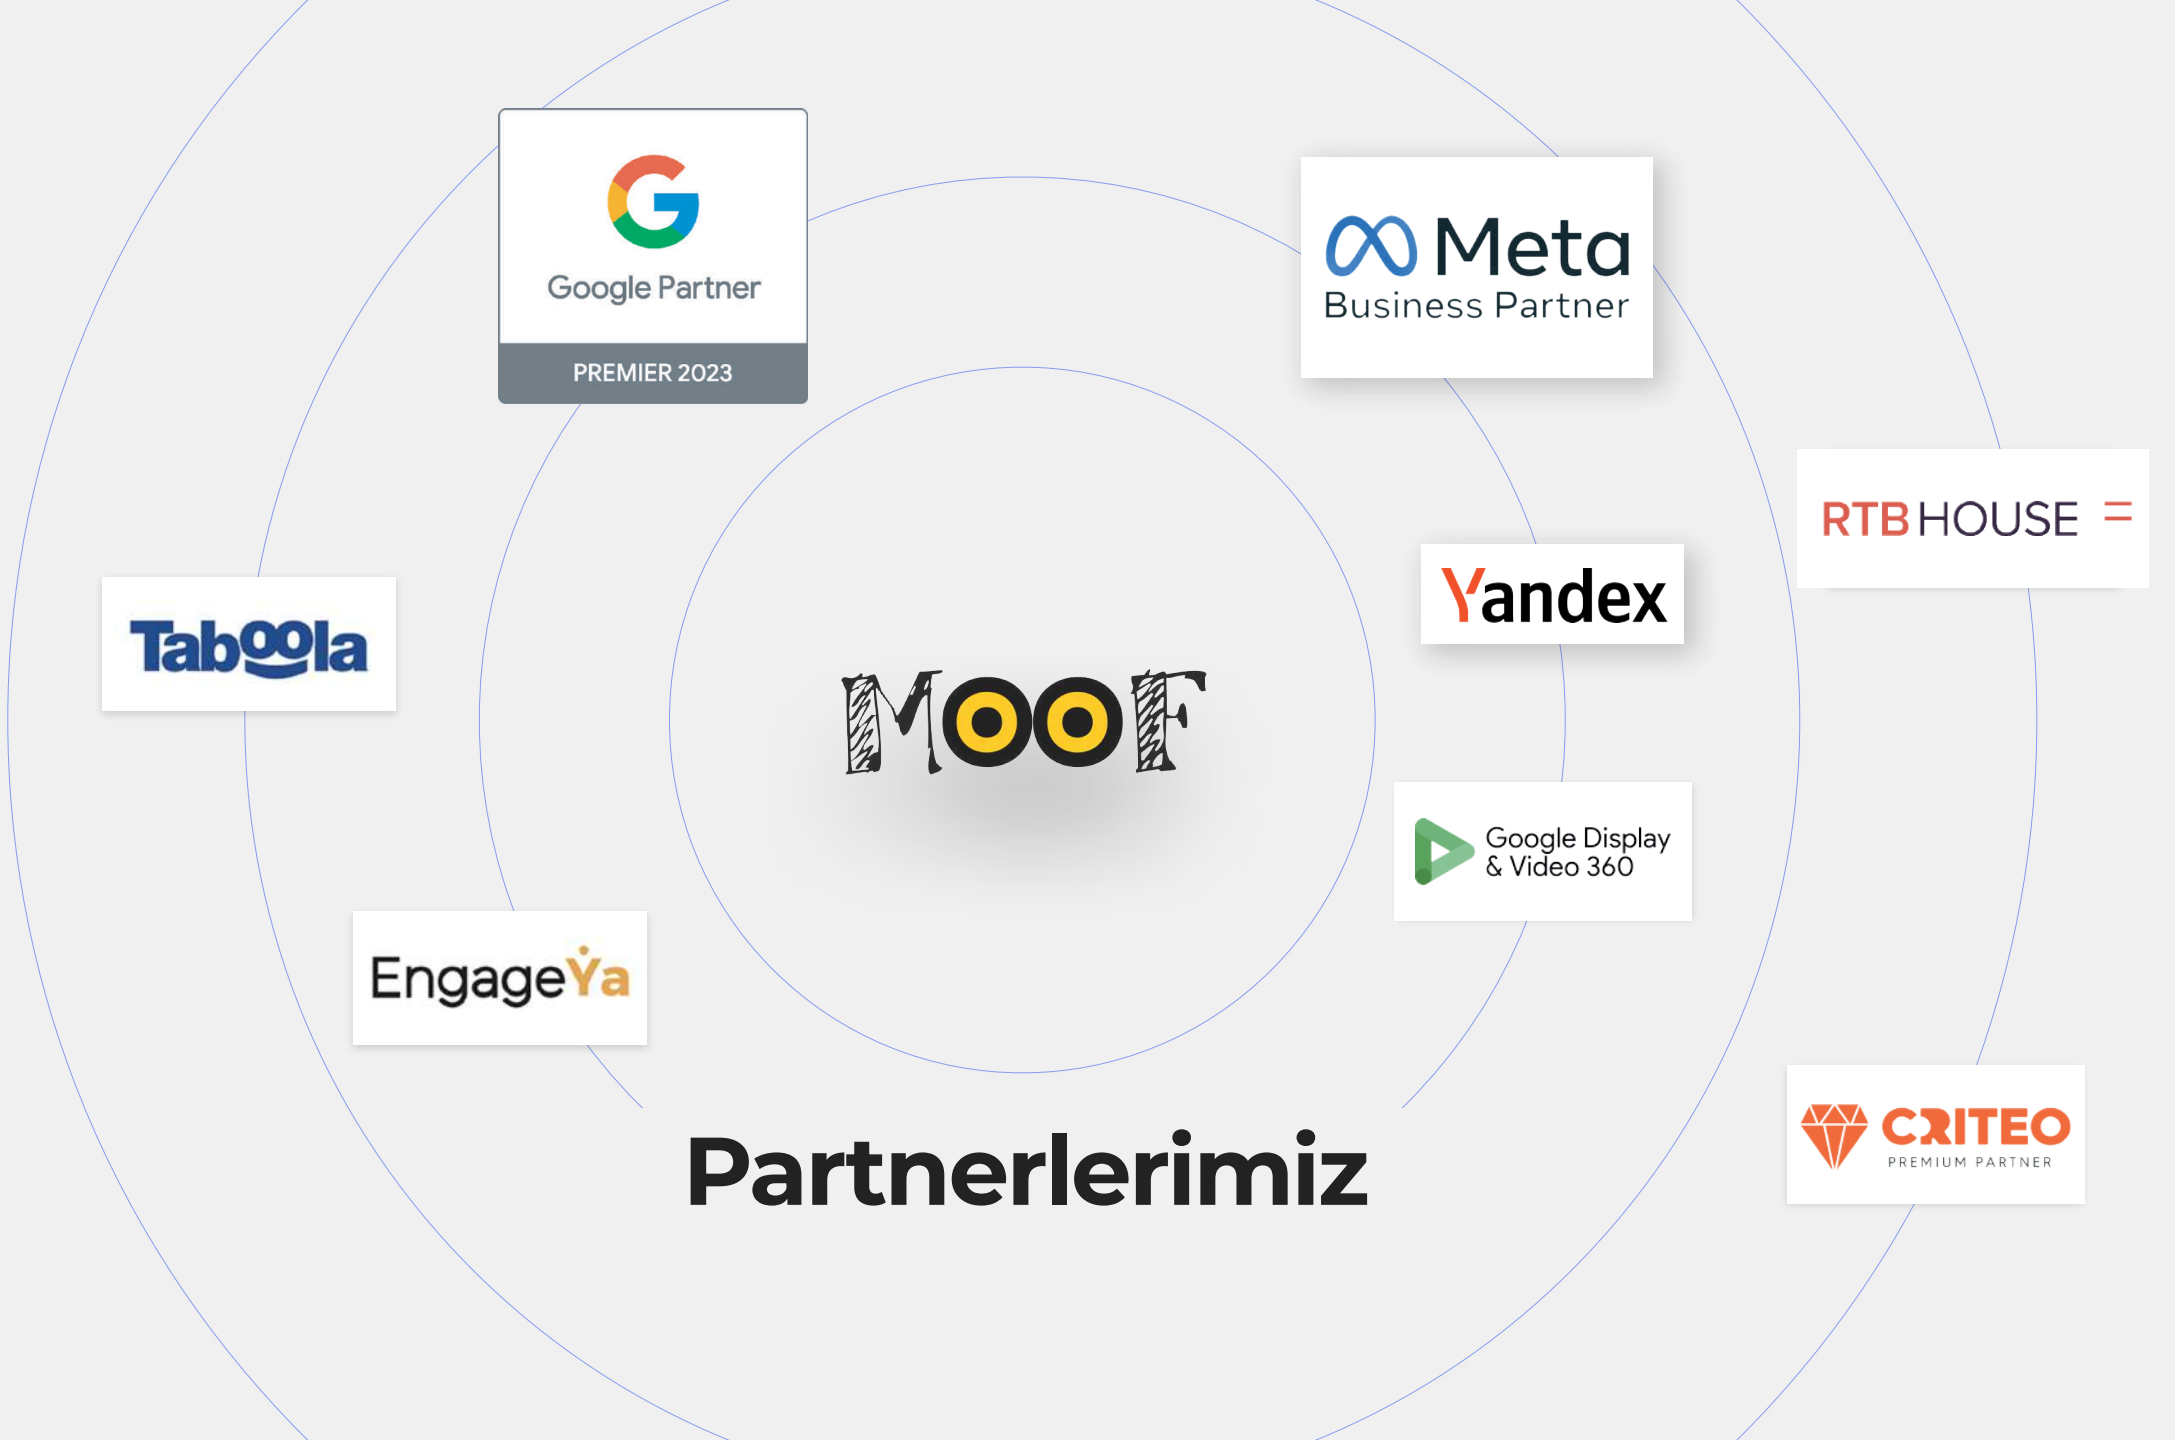 Google Partner
PREMIER 2023
Meta
Business Partner
RTB HOUSE
Yandex
Taboola
MOOF
Google Display
& Video 360
EngageYa
CRITEO
PREMIUM PARTNER
Partnerlerimiz